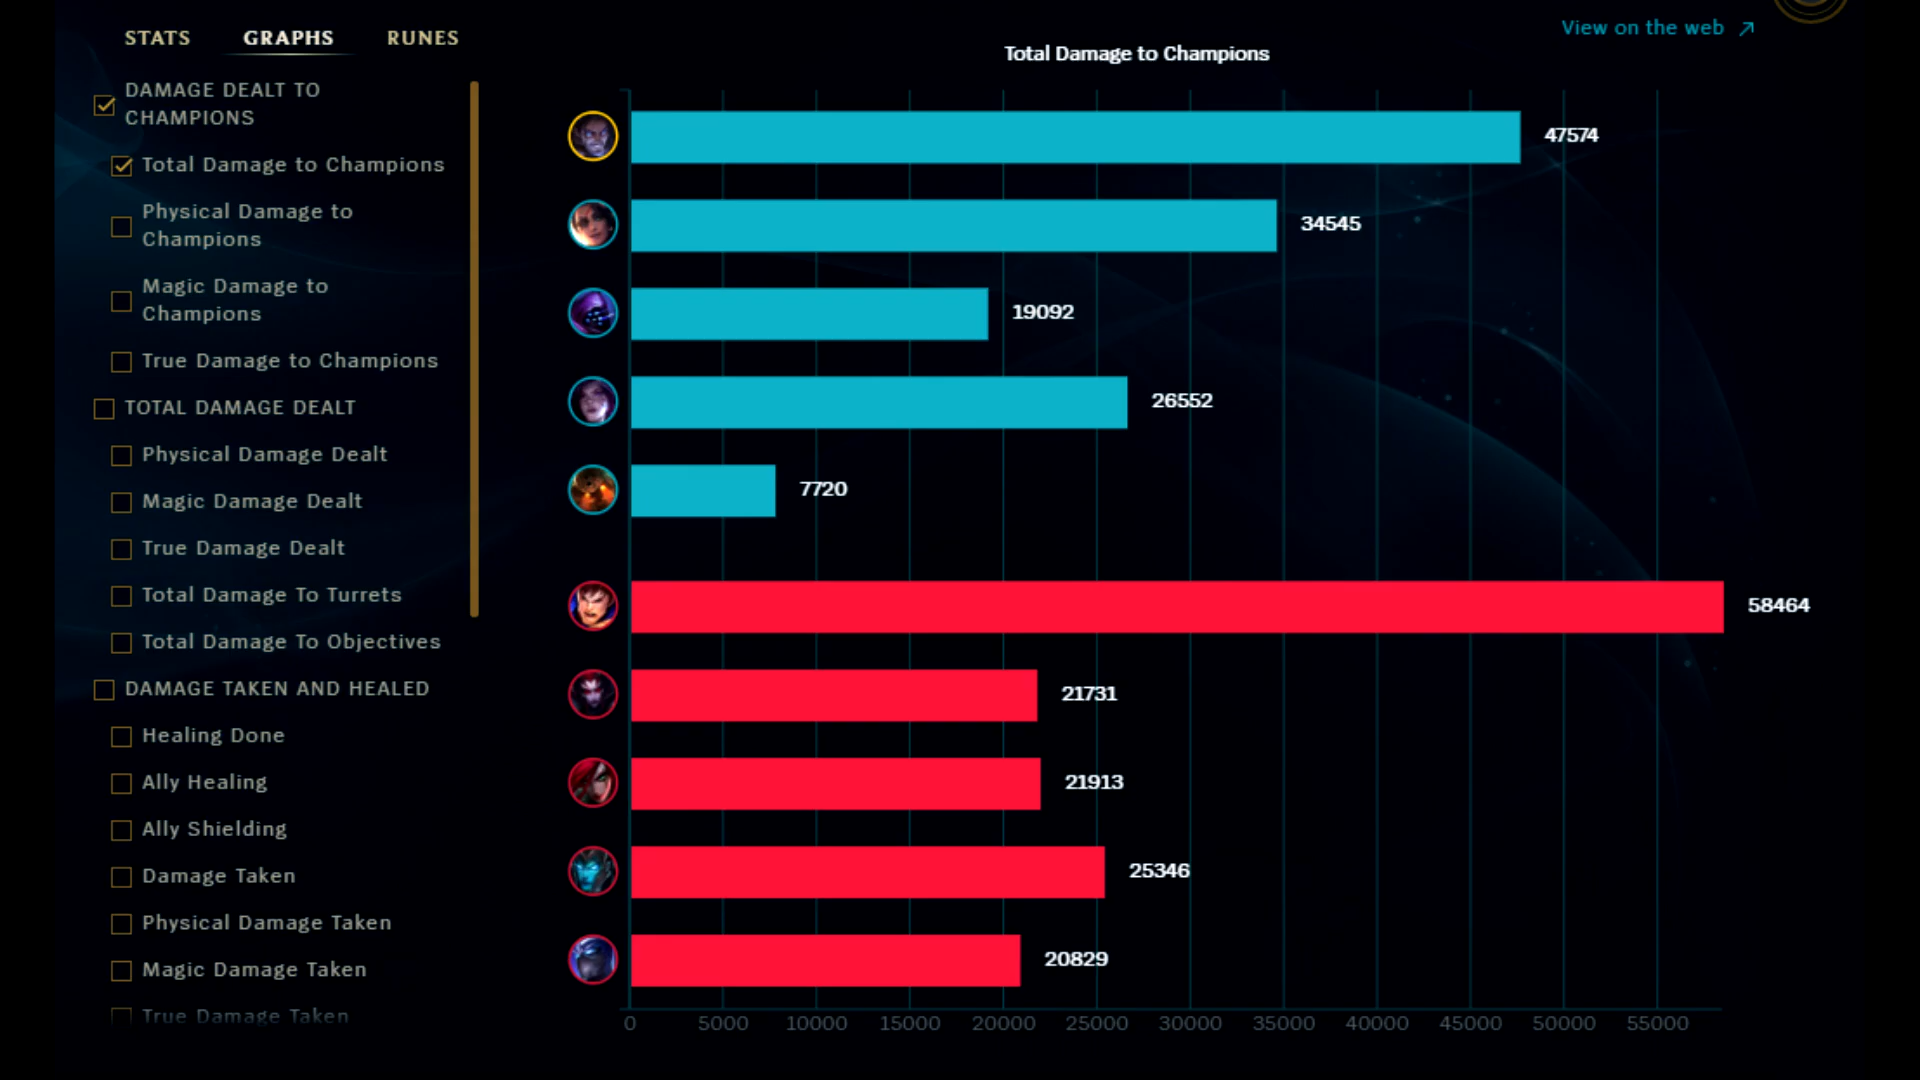 STATS
GRAPHS
RUNES
View on the web
DAMAGE DEALT TO
CHAMPIONS
Total Damage to Champions
Physical Damage to
Champions
Magic Damage to
Champions
True Damage to Champions
TOTAL DAMAGE DEALT
Physical Damage Dealt
Magic Damage Dealt
True Damage Dealt
Total Damage To Turrets
Total Damage To Objectives
DAMAGE TAKEN AND HEALED
Healing Done
Ally Healing
Ally Shielding
Damage Taken
Physical Damage Taken
Magic Damage Taken
True Damage Taken
Total Damage to Champions
47574
34545
19092
26552
7720
58464
21731
21913
25346
20829
0 5000 10000 15000 20000 25000 30000 35000 40000 45000 50000 55000